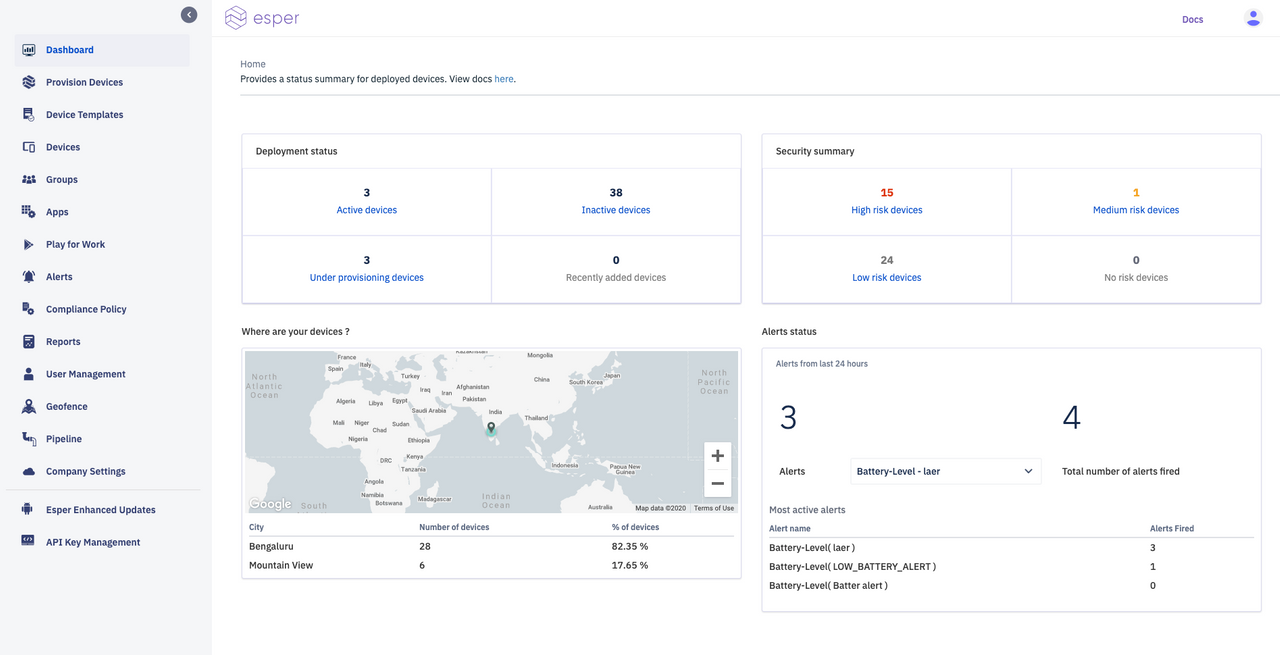 esper
Docs
Dashboard
Provision Devices
Device Templates
Devices
Groups
Apps
Play for Work
Alerts
Compliance Policy
Reports
User Management
Geofence
Pipeline
Company Settings
Esper Enhanced Updates
API Key Management
Home
Provides a status summary for deployed devices. View docs here.
Deployment status
3
Active devices
38
Inactive devices
3
Under provisioning devices
0
Recently added devices
Security summary
15
High risk devices
1
Medium risk devices
24
Low risk devices
0
No risk devices
Where are your devices ?
Kazakhstan
Mongolia
France
Italy
Spain
Turkey
China
Japan
South Korea
North
Atlantic
Ocean
North
Pacific
Ocean
Iraq
Iran
Afghanistan
Pakistan
Algeria
Libya
Egypt
Saudi Arabia
India
Thailand
Mali
Niger
Chad
Sudan
Nigeria
Ethiopia
DRC
Kenya
Tanzania
Indonesia
Papua New
Guinea
Angola
Namibia
Botswana
Madagascar
Indian
Ocean
Australia
South
Google
Map data ©2020
Terms of Use
City Number of devices % of devices
Bengaluru 28 82.35 %
Mountain View 6 17.65 %
Alerts status
Alerts from last 24 hours
3
4
Alerts
Battery-Level - laer
Total number of alerts fired
Most active alerts
Alert name Alerts Fired
Battery-Level( laer ) 3
Battery-Level( LOW_BATTERY_ALERT ) 1
Battery-Level( Batter alert ) 0